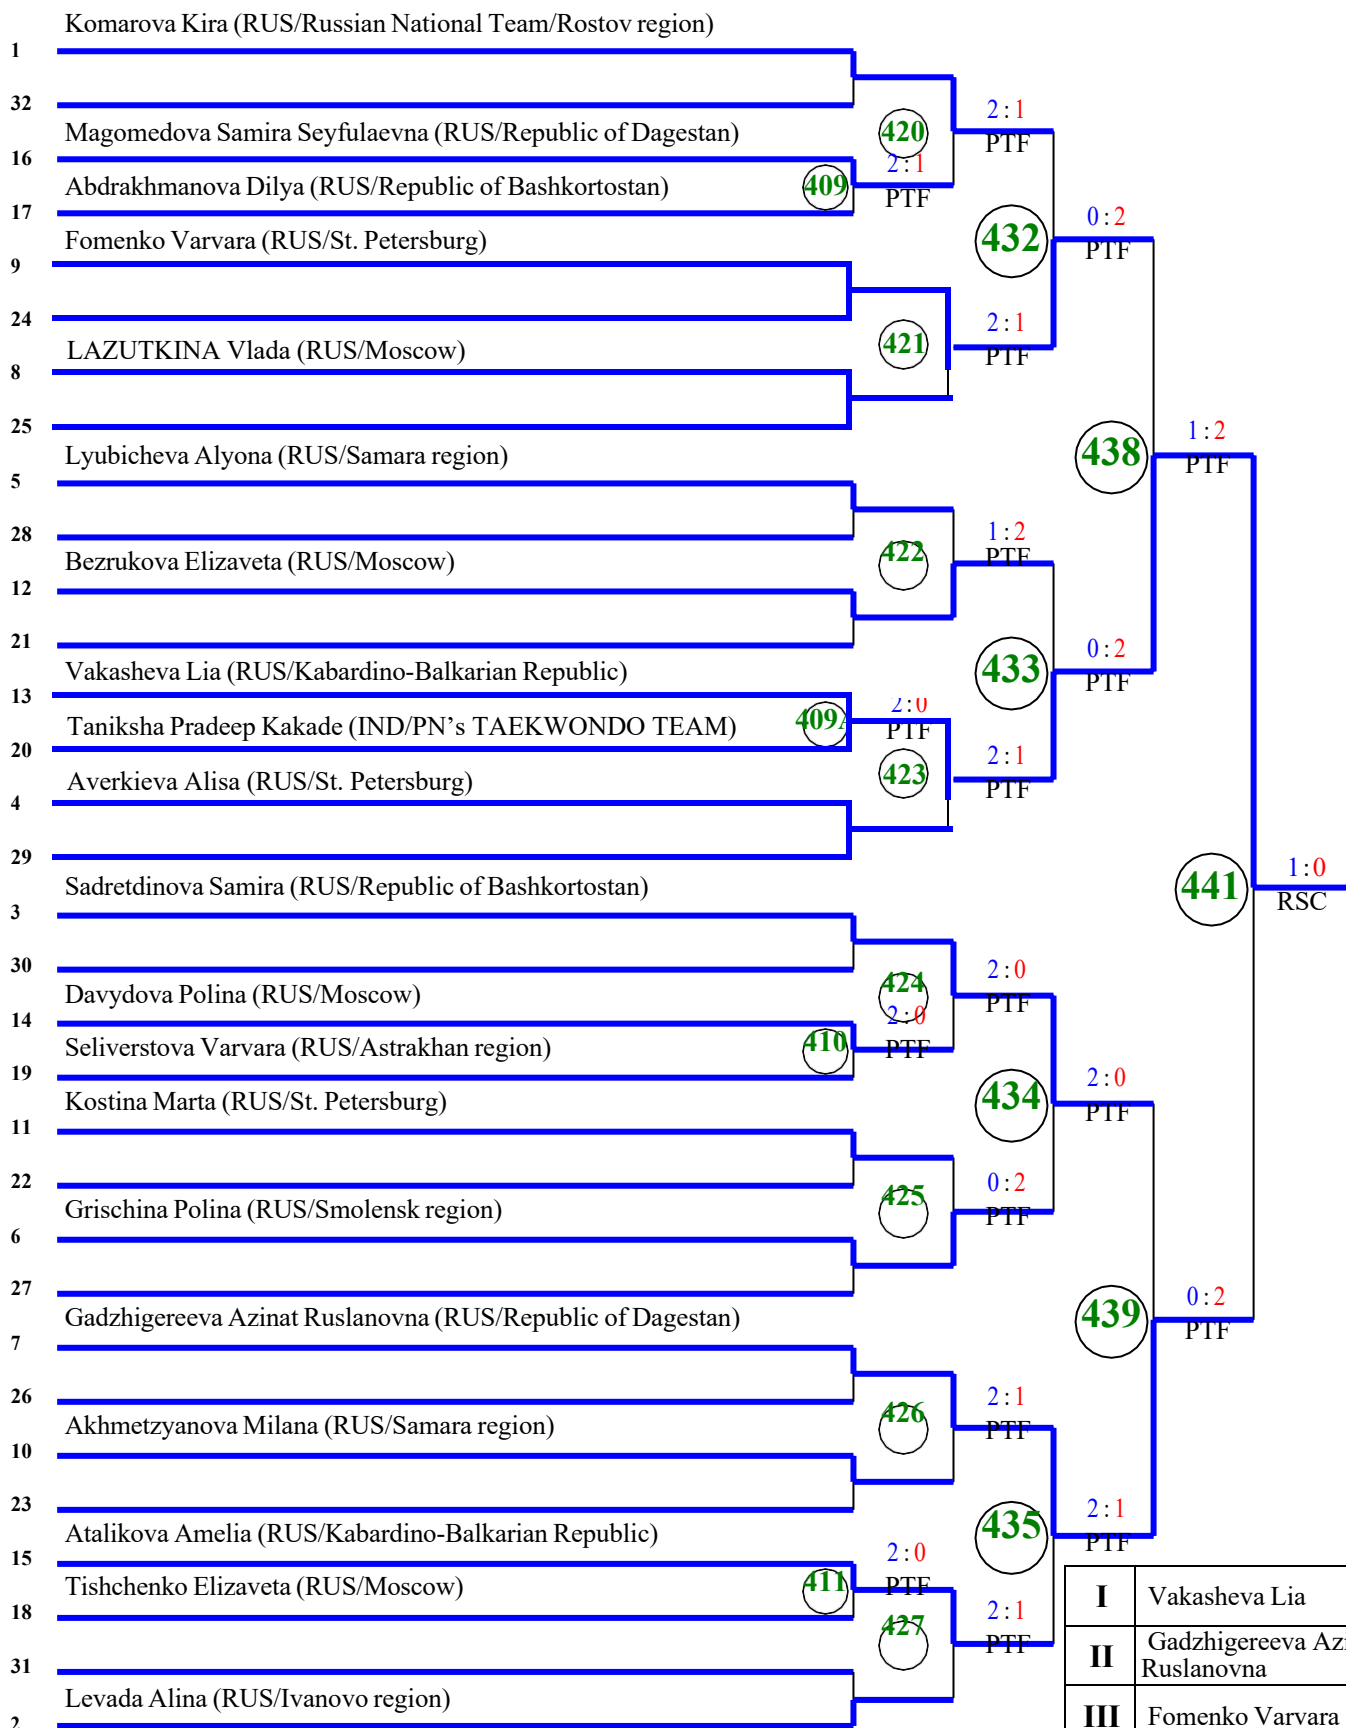 Komarova Kira (RUS/Russian National Team/Rostov region)
1
32
2:1
PTF
Magomedova Samira Seyfulaevna (RUS/Republic of Dagestan)
420
16
2:1
PTF
Abdrakhmanova Dilya (RUS/Republic of Bashkortostan)
409
17
0:2
PTF
Fomenko Varvara (RUS/St. Petersburg)
432
9
24
2:1
PTF
LAZUTKINA Vlada (RUS/Moscow)
421
8
25
1:2
PTF
438
Lyubicheva Alyona (RUS/Samara region)
5
28
1:2
PTF
Bezrukova Elizaveta (RUS/Moscow)
422
12
21
0:2
PTF
Vakasheva Lia (RUS/Kabardino-Balkarian Republic)
433
13
2:0
PTF
Taniksha Pradeep Kakade (IND/PN’s TAEKWONDO TEAM)
409A
20
2:1
PTF
Averkieva Alisa (RUS/St. Petersburg)
423
4
29
1:0
RSC
Sadretdinova Samira (RUS/Republic of Bashkortostan)
441
3
30
2:0
PTF
Davydova Polina (RUS/Moscow)
424
14
2:0
PTF
Seliverstova Varvara (RUS/Astrakhan region)
410
19
2:0
PTF
Kostina Marta (RUS/St. Petersburg)
434
11
22
0:2
PTF
Grischina Polina (RUS/Smolensk region)
425
6
27
0:2
PTF
Gadzhigereeva Azinat Ruslanovna (RUS/Republic of Dagestan)
439
7
26
2:1
PTF
Akhmetzyanova Milana (RUS/Samara region)
426
10
23
2:1
PTF
Atalikova Amelia (RUS/Kabardino-Balkarian Republic)
435
15
2:0
PTF
Tishchenko Elizaveta (RUS/Moscow)
411
18
2:1
PTF
427
31
Levada Alina (RUS/Ivanovo region)
2
I Vakasheva Lia
II Gadzhigereeva
Ruslanovna
III Fomenko Varvara